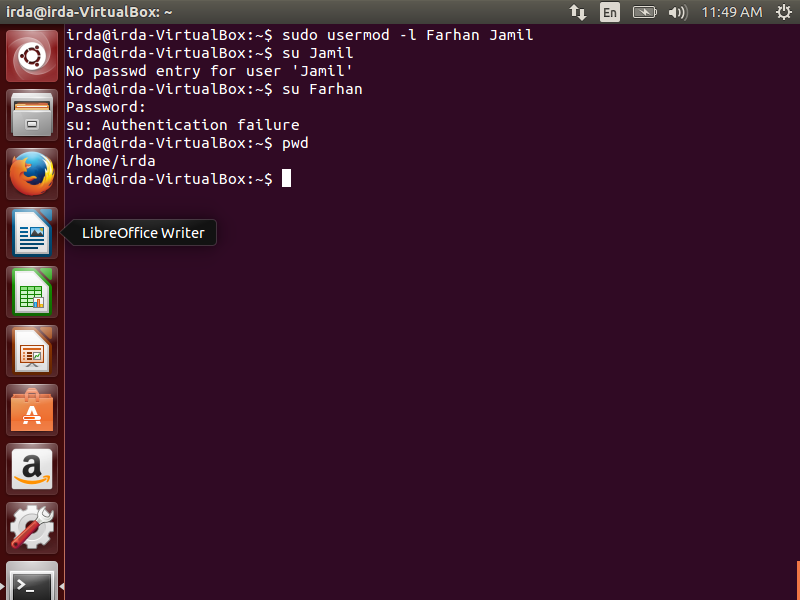 irda@irda-VirtualBox: ~
En
11:49 AM
irda@irda-VirtualBox:~$ sudo usermod -l Farhan Jamil
irda@irda-VirtualBox:~$ su Jamil
No passwd entry for user 'Jamil'
irda@irda-VirtualBox:~$ su Farhan
Password:
su: Authentication failure
irda@irda-VirtualBox:~$ pwd
/home/irda
irda@irda-VirtualBox:~$
LibreOffice Writer
A
a
>_